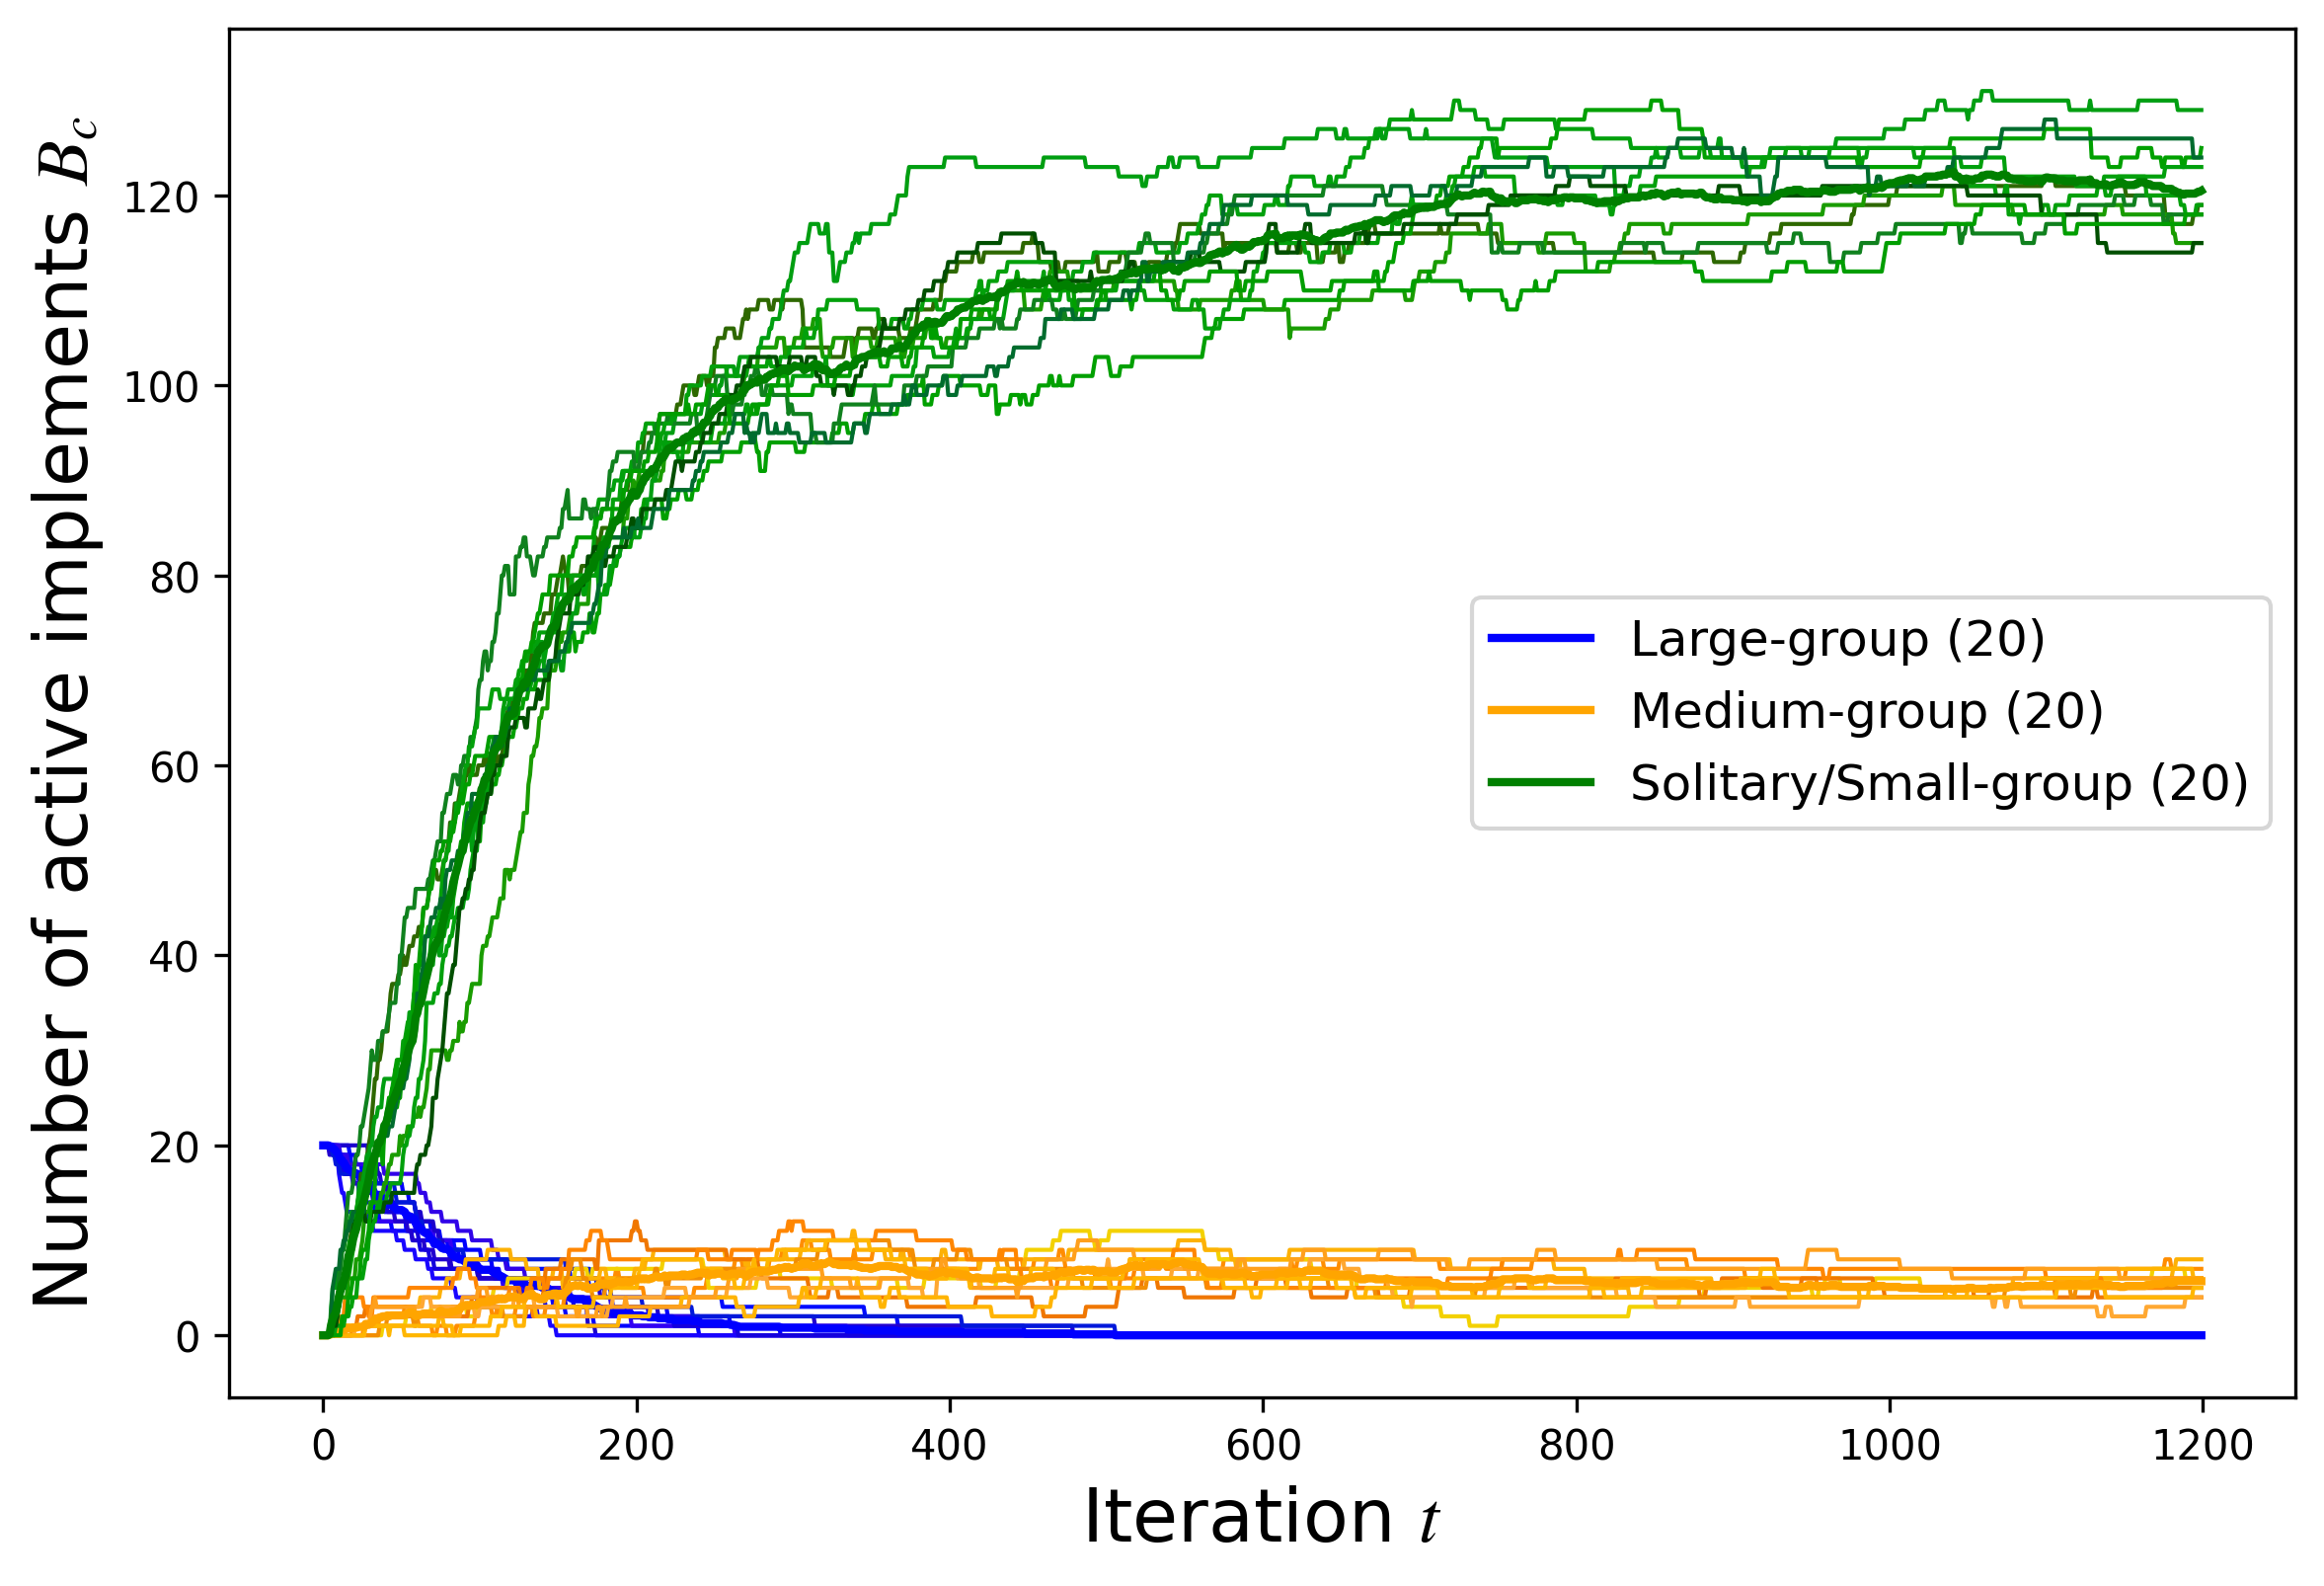 Number of active implements B_c
120
100
80
60
40
20
0
Large-group (20)
Medium-group (20)
Solitary/Small-group (20)
0 200 400 600 800 1000 1200
Iteration t